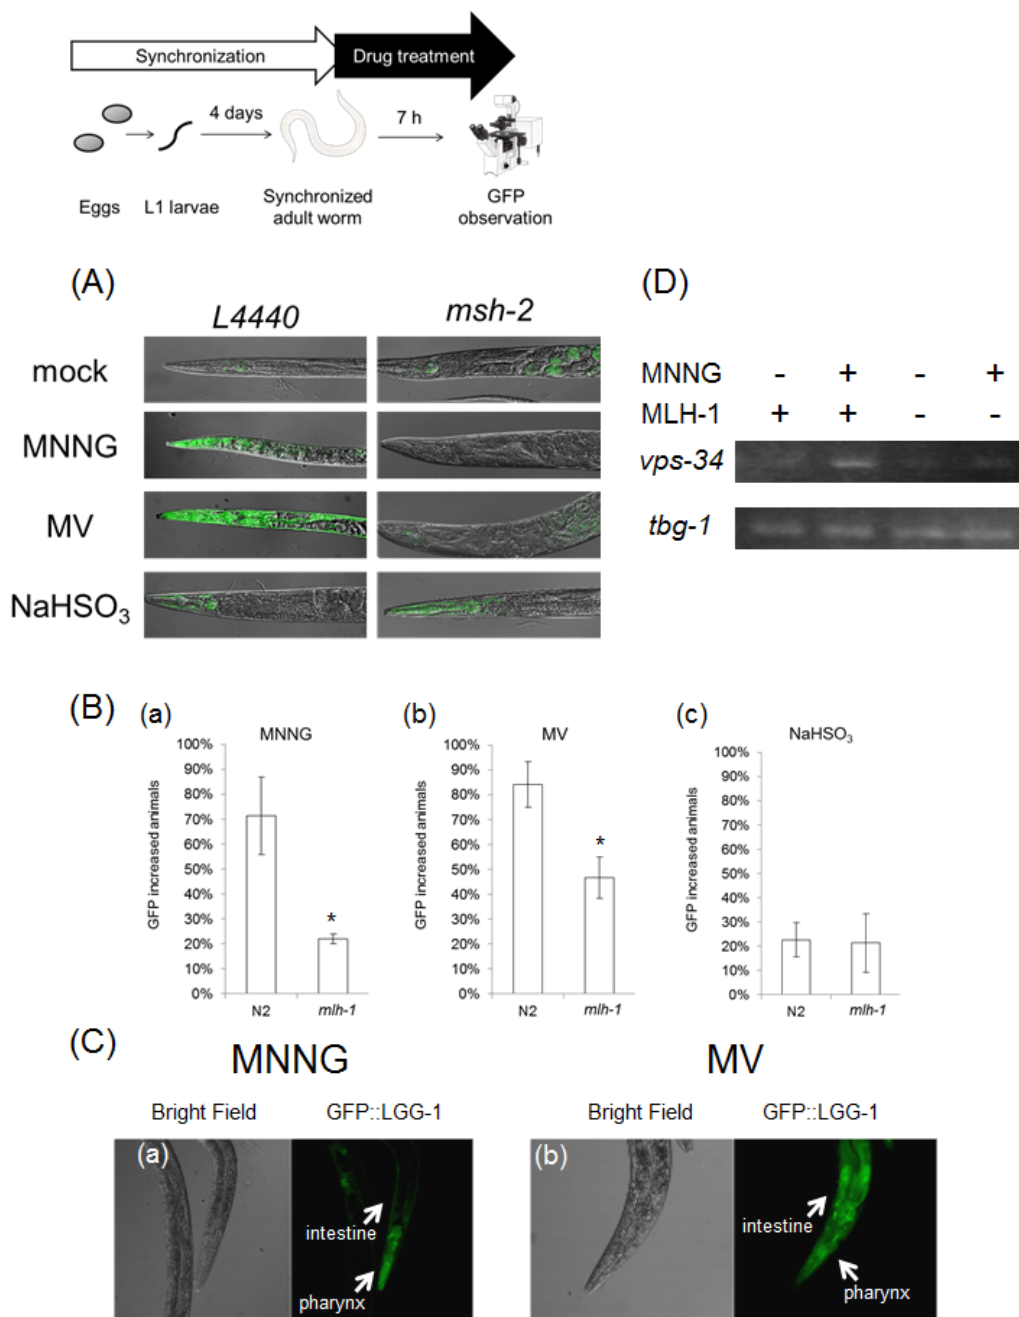 Synchronization Drug treatment
4 days 7 h
Eggs L1 larvae Synchronized adult worm GFP observation
(A)
L4440 msh-2
mock
MNNG
MV
NaHSO₃
(D)
MNNG - + - +
MLH-1 + + - -
vps-34
tbg-1
(B)
(a)
MNNG
GFP increased animals
100%
90%
80%
70%
60%
50%
40%
30%
20%
10%
0%
*
N2 mlh-1
(b)
MV
GFP increased animals
100%
90%
80%
70%
60%
50%
40%
30%
20%
10%
0%
*
N2 mlh-1
(c)
NaHSO₃
GFP increased animals
100%
90%
80%
70%
60%
50%
40%
30%
20%
10%
0%
N2 mlh-1
(C)
MNNG MV
Bright Field GFP::LGG-1 Bright Field GFP::LGG-1
(a)
intestine
pharynx
(b)
intestine
pharynx